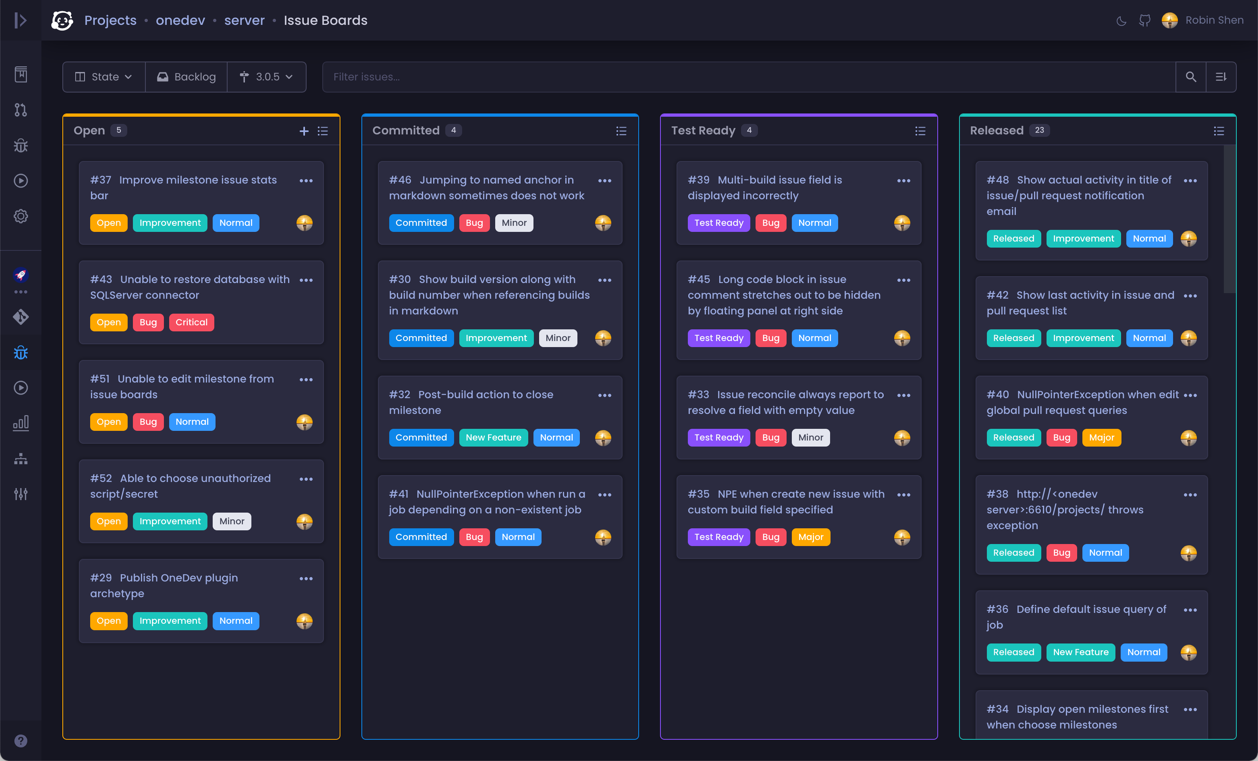 Projects • onedev • server • Issue Boards
Robin Shen
State
Backlog
3.0.5
Filter issues...
Open 5
#37 Improve milestone issue stats
bar
Open Improvement Normal
#43 Unable to restore database with
SQLServer connector
Open Bug Critical
#51 Unable to edit milestone from
issue boards
Open Bug Normal
#52 Able to choose unauthorized
script/secret
Open Improvement Minor
#29 Publish OneDev plugin
archetype
Open Improvement Normal
Committed 4
#46 Jumping to named anchor in
markdown sometimes does not work
Committed Bug Minor
#30 Show build version along with
build number when referencing builds
in markdown
Committed Improvement Minor
#32 Post-build action to close
milestone
Committed New Feature Normal
#41 NullPointerException when run a
job depending on a non-existent job
Committed Bug Normal
Test Ready 4
#39 Multi-build issue field is
displayed incorrectly
Test Ready Bug Normal
#45 Long code block in issue
comment stretches out to be hidden
by floating panel at right side
Test Ready Bug Normal
#33 Issue reconcile always report to
resolve a field with empty value
Test Ready Bug Minor
#35 NPE when create new issue with
custom build field specified
Test Ready Bug Major
Released 23
#48 Show actual activity in title of
issue/pull request notification
email
Released Improvement Normal
#42 Show last activity in issue and
pull request list
Released Improvement Normal
#40 NullPointerException when edit
global pull request queries
Released Bug Major
#38 http://<onedev
server>:6610/projects/ throws
exception
Released Bug Normal
#36 Define default issue query of
job
Released New Feature Normal
#34 Display open milestones first
when choose milestones